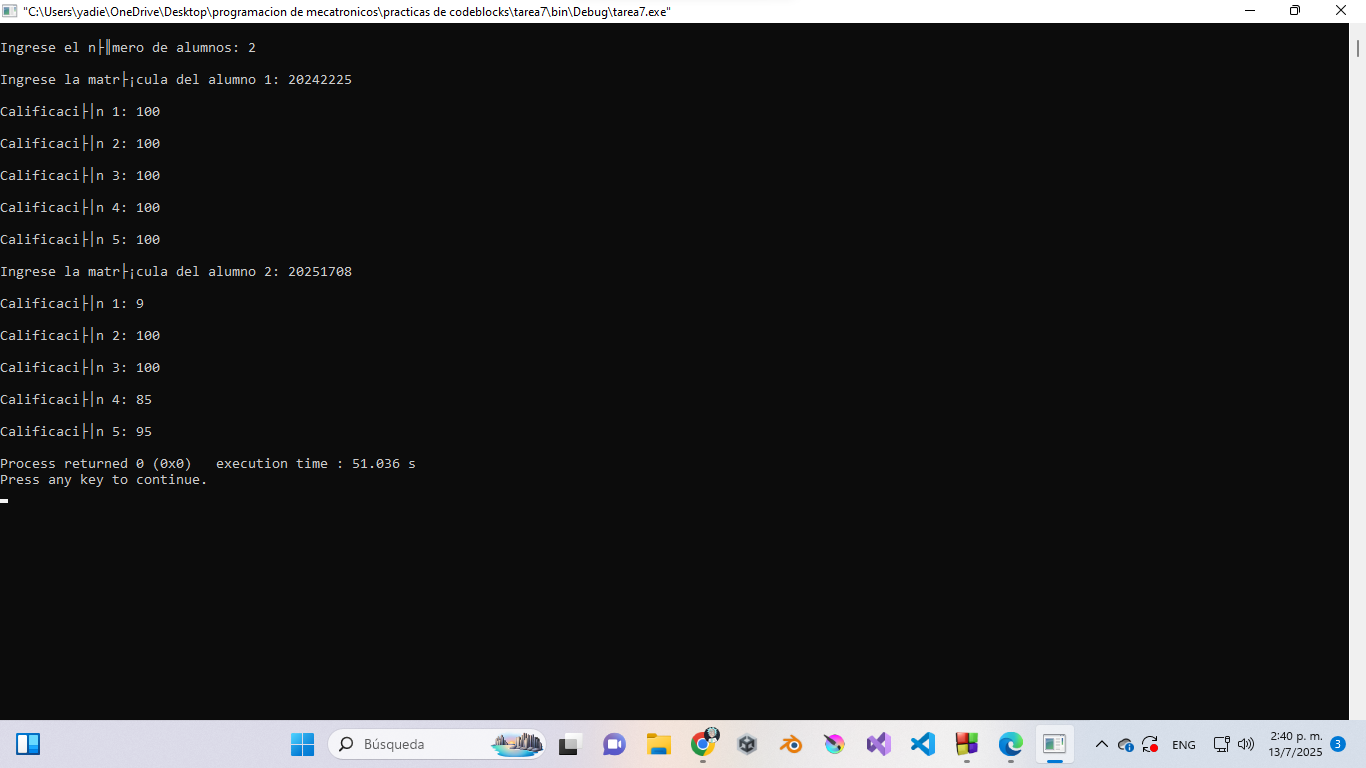 "C:\Users\yadie\OneDrive\Desktop\programacion de mecatronicos\practicas de codeblocks\tarea7\bin\Debug\tarea7.exe"
Ingrese el n├║mero de alumnos: 2
Ingrese la matr├¡cula del alumno 1: 20242225
Calificaci├│n 1: 100
Calificaci├│n 2: 100
Calificaci├│n 3: 100
Calificaci├│n 4: 100
Calificaci├│n 5: 100
Ingrese la matr├¡cula del alumno 2: 20251708
Calificaci├│n 1: 9
Calificaci├│n 2: 100
Calificaci├│n 3: 100
Calificaci├│n 4: 85
Calificaci├│n 5: 95
Process returned 0 (0x0)   execution time : 51.036 s
Press any key to continue.
Búsqueda
ENG
2:40 p. m.
13/7/2025
3